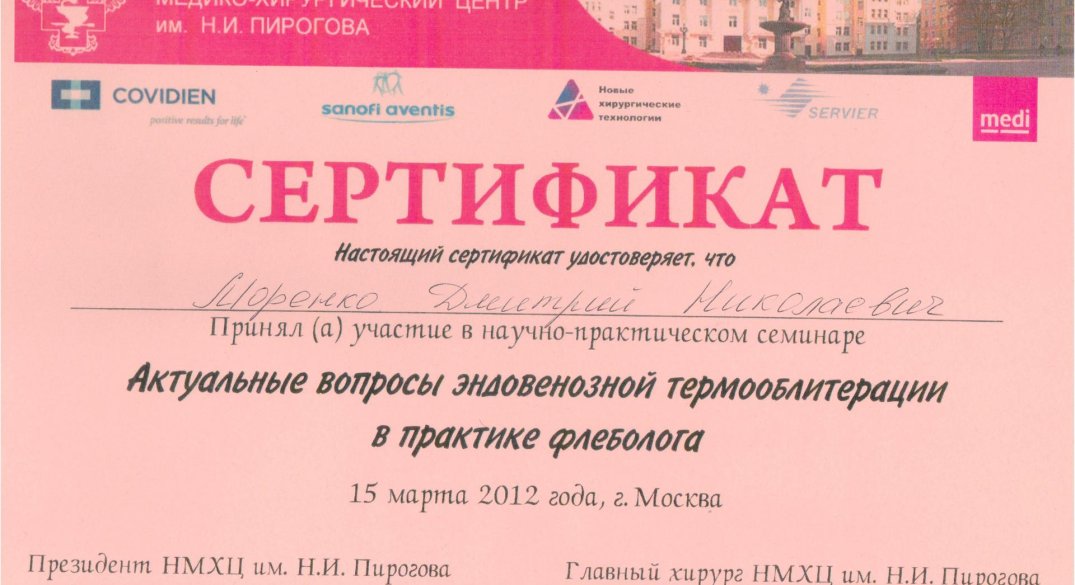 МЕДИКО-ХИРУРГИЧЕСКИЙ ЦЕНТР
ИМ. Н.И. ПИРОГОВА
COVIDIEN
positive results for life
sanofi aventis
Новые
хирургические
технологии
SERVIER
medi
СЕРТИФИКАТ
Настоящий сертификат удостоверяет, что
Моренко Дмитрий Николаевич
Принял (а) участие в научно-практическом семинаре
Актуальные вопросы эндовенозной термооблитерации
в практике флеболога
15 марта 2012 года, г. Москва
Президент НМХЦ им. Н.И. Пирогова
Главный хирург НМХЦ им. Н.И. Пирогова